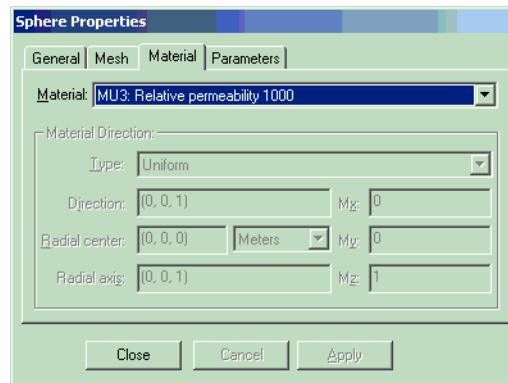 Sphere Properties
General Mesh Material Parameters
Material: MU3: Relative permeability 1000
Material Direction:
Type: Uniform
Direction: (0, 0, 1) Mx: 0
Radial center: (0, 0, 0) Meters My: 0
Radial axis: (0, 0, 1) Mz: 1
Close Cancel Apply